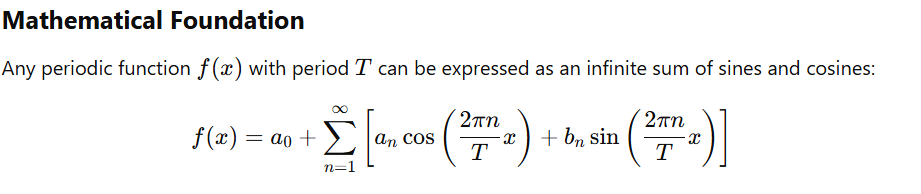 Mathematical Foundation
Any periodic function f(x) with period T can be expressed as an infinite sum of sines and cosines:
f(x) = a₀ + ∑_{n=1}^{∞} [aₙ cos (2πn/T x) + bₙ sin (2πn/T x)]